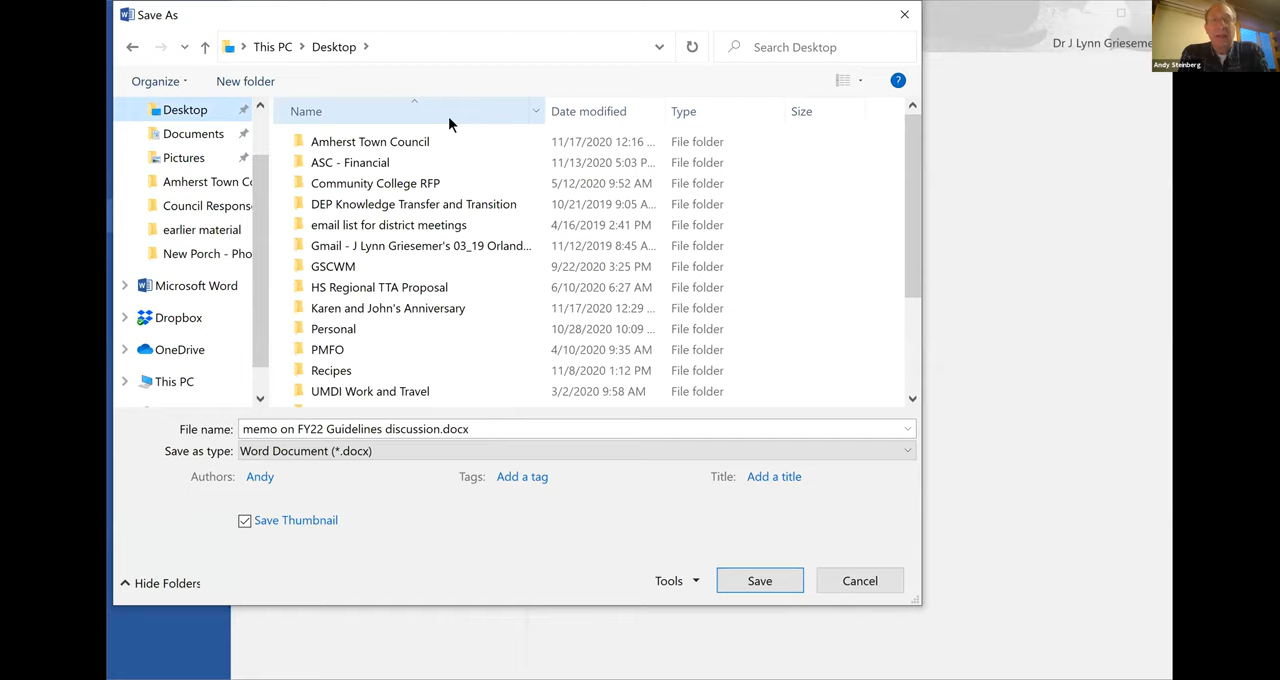 Save As
This PC > Desktop >
Search Desktop
Dr J Lynn Grieseme
Andy Steinberg
Organize
New folder
?
Name Date modified Type Size
Desktop
Documents
Pictures
Amherst Town Co
Council Respons
earlier material
New Porch - Pho
Microsoft Word
Dropbox
OneDrive
This PC
Amherst Town Council 11/17/2020 12:16 ... File folder
ASC - Financial 11/13/2020 5:03 P... File folder
Community College RFP 5/12/2020 9:52 AM File folder
DEP Knowledge Transfer and Transition 10/21/2019 9:05 A... File folder
email list for district meetings 4/16/2019 2:41 PM File folder
Gmail - J Lynn Griesemer's 03_19 Orland... 11/12/2019 8:45 A... File folder
GSCWM 9/22/2020 3:25 PM File folder
HS Regional TTA Proposal 6/10/2020 6:27 AM File folder
Karen and John's Anniversary 11/17/2020 12:29 ... File folder
Personal 10/28/2020 10:09 ... File folder
PMFO 4/10/2020 9:35 AM File folder
Recipes 11/8/2020 1:12 PM File folder
UMDI Work and Travel 3/2/2020 9:58 AM File folder
File name: memo on FY22 Guidelines discussion.docx
Save as type: Word Document (*.docx)
Authors: Andy Tags: Add a tag Title: Add a title
Save Thumbnail
Hide Folders
Tools Save Cancel